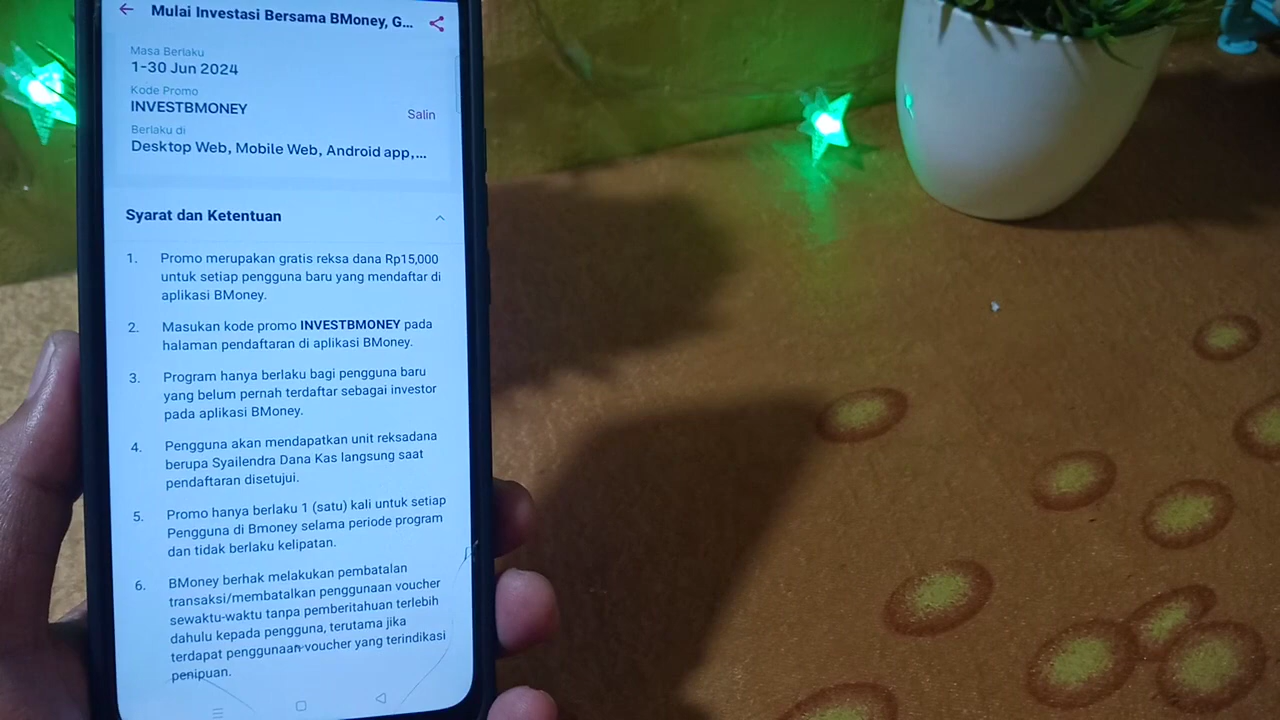 Mulai Investasi Bersama BMoney, G...
Masa Berlaku
1-30 Jun 2024
Kode Promo
INVESTBMONEY
Salin
Berlaku di
Desktop Web, Mobile Web, Android app,...
Syarat dan Ketentuan
1. Promo merupakan gratis reksa dana Rp15,000
untuk setiap pengguna baru yang mendaftar di
aplikasi BMoney.
2. Masukan kode promo INVESTBMONEY pada
halaman pendaftaran di aplikasi BMoney.
3. Program hanya berlaku bagi pengguna baru
yang belum pernah terdaftar sebagai investor
pada aplikasi BMoney.
4. Pengguna akan mendapatkan unit reksadana
berupa Syailendra Dana Kas langsung saat
pendaftaran disetujui.
5. Promo hanya berlaku 1 (satu) kali untuk setiap
Pengguna di Bmoney selama periode program
dan tidak berlaku kelipatan.
6. BMoney berhak melakukan pembatalan
transaksi/membatalkan penggunaan voucher
sewaktu-waktu tanpa pemberitahuan terlebih
dahulu kepada pengguna, terutama jika
terdapat penggunaan voucher yang terindikasi
penipuan.